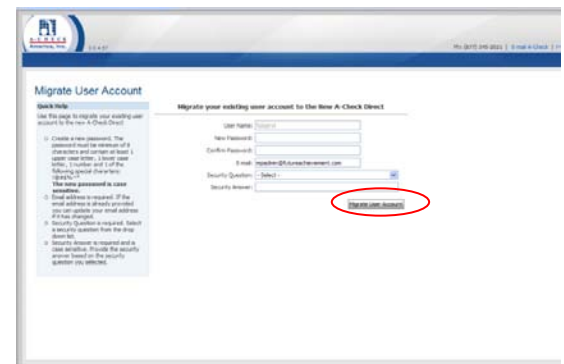 A-CHECK
America, Inc.
Ph: (877) 345-2021 | E-mail A-Check |
Migrate User Account
Quick Help
Use this page to migrate your existing user
account to the new A-Check Direct
Create a new password. The
password must be minimum of 8
characters and contain at least 1
upper case letter, 1 lower case
letter, 1 number and 1 of the
following special characters:
The new password is case
sensitive.
Email address is required. If the
email address is already provided
you can update your email address
if it has changed.
Security Question is required. Select
a security question from the drop
down list.
Security Answer is required and is
case sensitive. Provide the security
answer based on the security
question you selected.
Migrate your existing user account to the New A-Check Direct
User Name:
New Password:
Confirm Password:
E-mail: mpadmin@futureachievement.com
Security Question: - Select -
Security Answer:
Migrate User Account